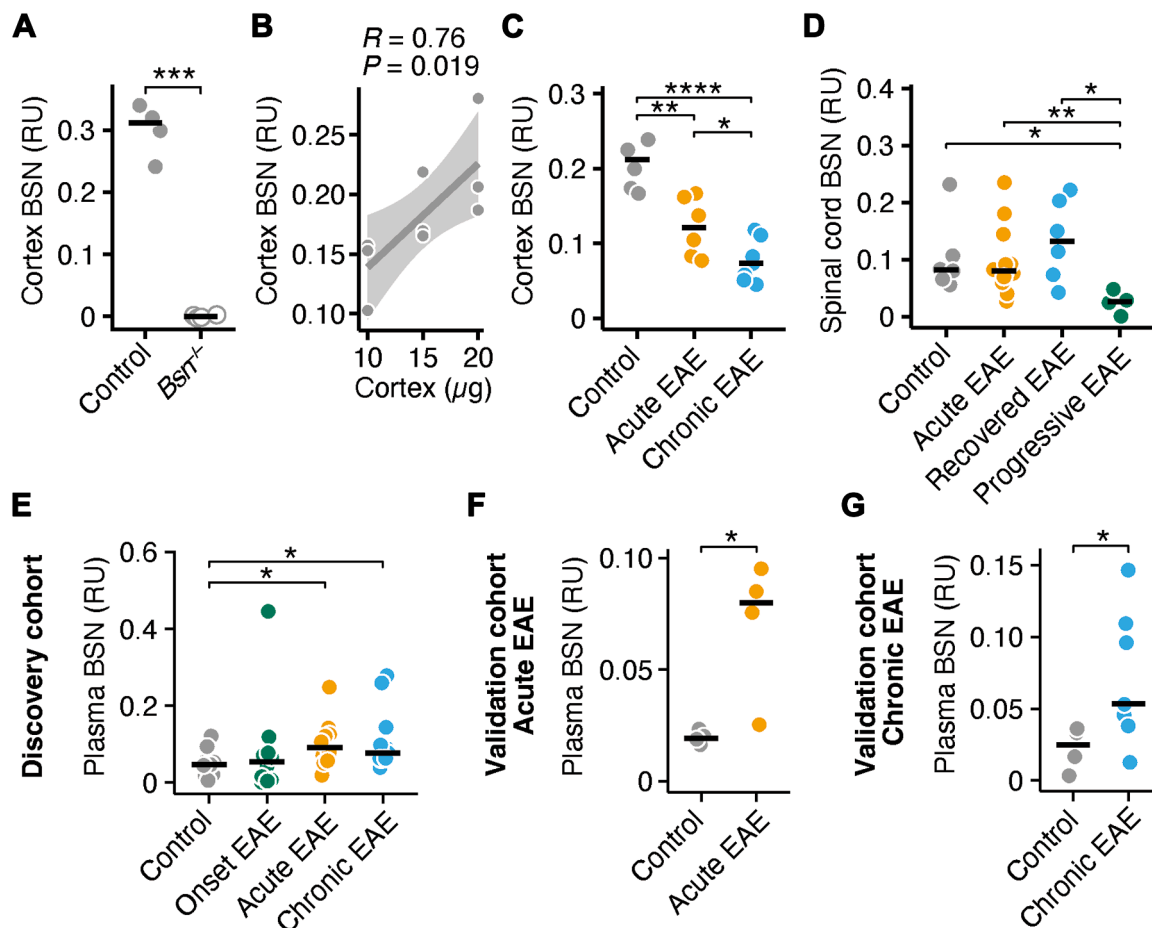 A
Cortex BSN (RU)
0.3
0.2
0.1
0
***
Control
Bsn-/-
B
R = 0.76
P = 0.019
Cortex BSN (RU)
0.25
0.20
0.15
0.10
10
15
20
Cortex (µg)
C
Cortex BSN (RU)
0.3
0.2
0.1
0
****
**
*
Control
Acute EAE
Chronic EAE
D
Spinal cord BSN (RU)
0.4
0.3
0.2
0.1
0
*
**
*
Control
Acute EAE
Recovered EAE
Progressive EAE
E
Discovery cohort
Plasma BSN (RU)
0.6
0.4
0.2
0
*
*
Control
Onset EAE
Acute EAE
Chronic EAE
F
Validation cohort
Acute EAE
Plasma BSN (RU)
0.10
0.05
0
*
Control
Acute EAE
G
Validation cohort
Chronic EAE
Plasma BSN (RU)
0.15
0.10
0.05
0
*
Control
Chronic EAE